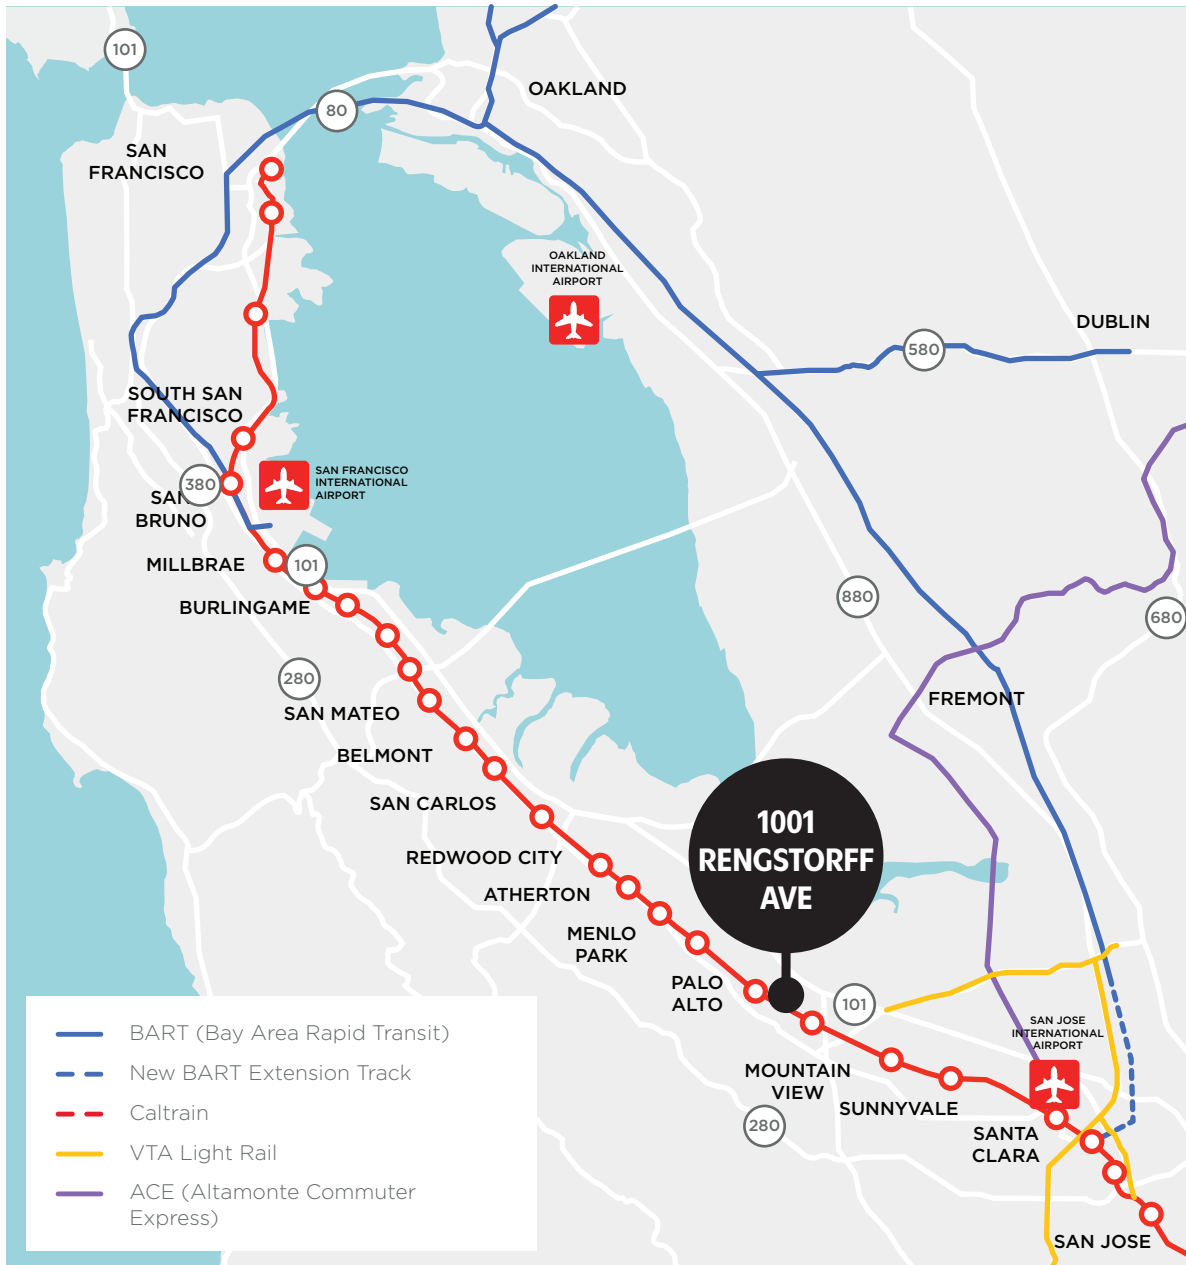 101
OAKLAND
80
SAN
FRANCISCO
OAKLAND
INTERNATIONAL
AIRPORT
DUBLIN
580
SOUTH SAN
FRANCISCO
SAN FRANCISCO
INTERNATIONAL
AIRPORT
380
SAN
BRUNO
MILLBRAE
101
BURLINGAME
880
680
280
SAN MATEO
FREMONT
BELMONT
SAN CARLOS
1001
RENGSTORFF
AVE
REDWOOD CITY
ATHERTON
MENLO
PARK
PALO
ALTO
101
SAN JOSE
INTERNATIONAL
AIRPORT
MOUNTAIN
VIEW
SUNNYVALE
280
SANTA
CLARA
SAN JOSE
BART (Bay Area Rapid Transit)
New BART Extension Track
Caltrain
VTA Light Rail
ACE (Altamonte Commuter
Express)